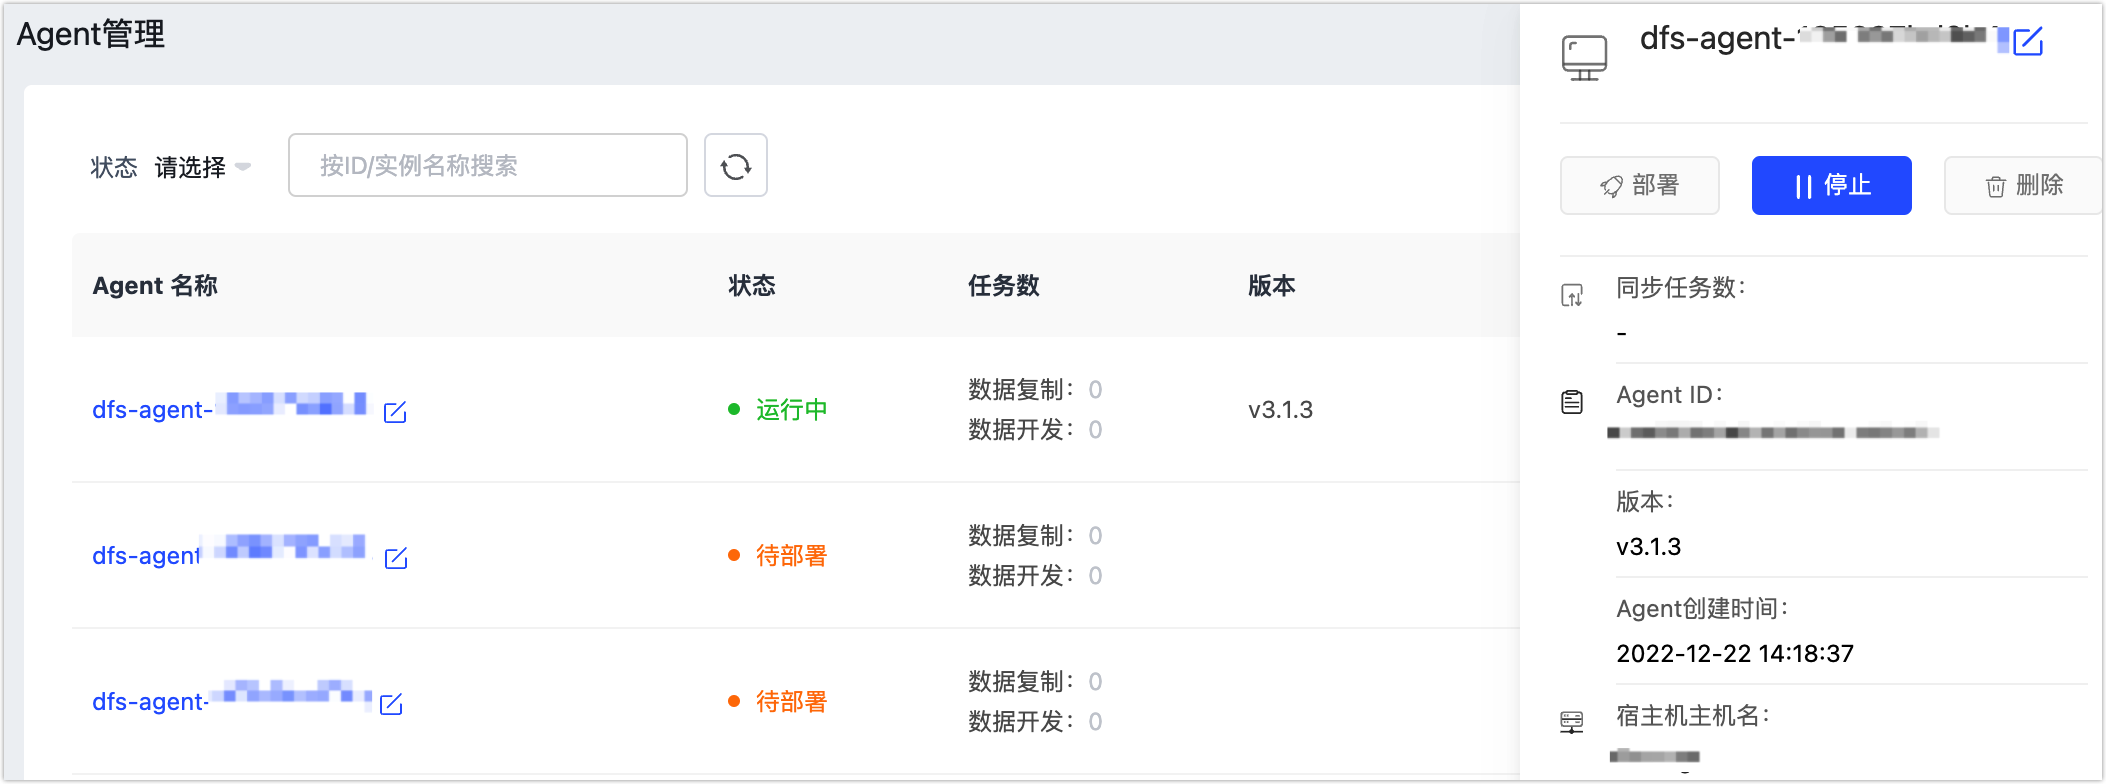 Agent管理
状态 请选择 按ID/实例名称搜索
Agent 名称 状态 任务数 版本
dfs-agent- 运行中 数据复制：0 v3.1.3
数据开发：0
dfs-agent 待部署 数据复制：0
数据开发：0
dfs-agent- 待部署 数据复制：0
数据开发：0
dfs-agent-
部署 停止 删除
同步任务数：
-
Agent ID：
版本：
v3.1.3
Agent创建时间：
2022-12-22 14:18:37
宿主机主机名：